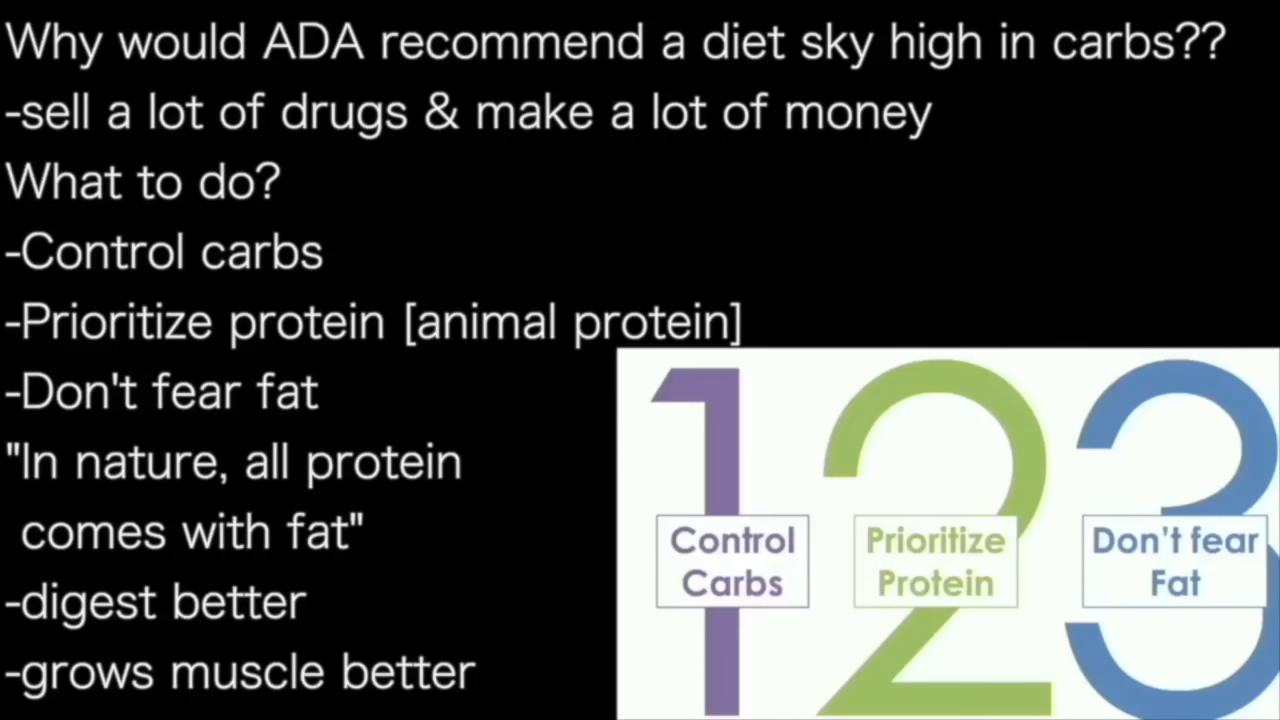 Why would ADA recommend a diet sky high in carbs??
-sell a lot of drugs & make a lot of money
What to do?
-Control carbs
-Prioritize protein [animal protein]
-Don't fear fat
"In nature, all protein
comes with fat"
-digest better
-grows muscle better
1 2 3
Control
Carbs
Prioritize
Protein
Don't fear
Fat